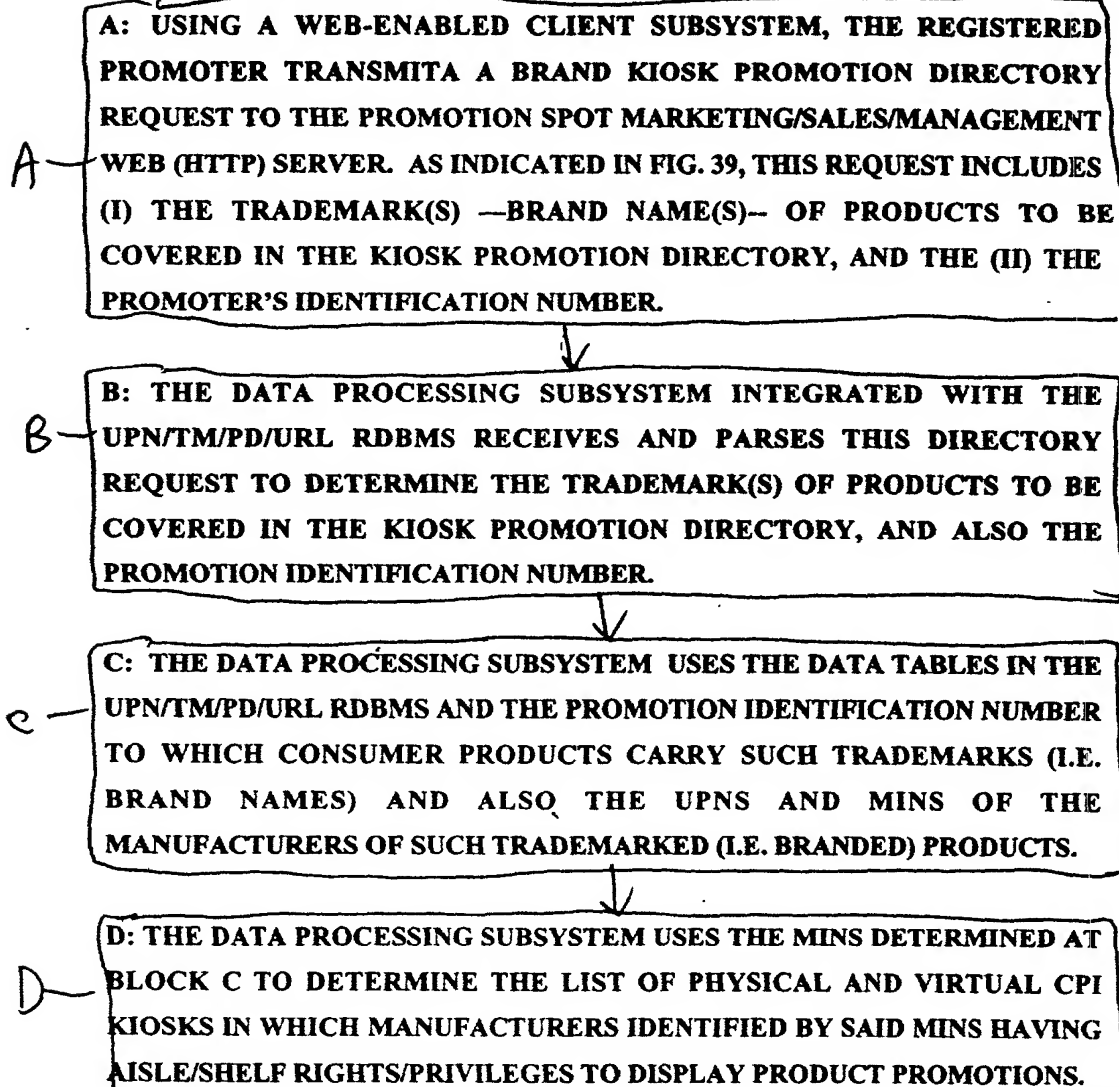 A: USING A WEB-ENABLED CLIENT SUBSYSTEM, THE REGISTERED
PROMOTER TRANSMITA A BRAND KIOSK PROMOTION DIRECTORY
REQUEST TO THE PROMOTION SPOT MARKETING/SALES/MANAGEMENT
A WEB (HTTP) SERVER. AS INDICATED IN FIG. 39, THIS REQUEST INCLUDES
(I) THE TRADEMARK(S) —BRAND NAME(S)-- OF PRODUCTS TO BE
COVERED IN THE KIOSK PROMOTION DIRECTORY, AND THE (II) THE
PROMOTER'S IDENTIFICATION NUMBER.
B: THE DATA PROCESSING SUBSYSTEM INTEGRATED WITH THE
B UPN/TM/PD/URL RDBMS RECEIVES AND PARSES THIS DIRECTORY
REQUEST TO DETERMINE THE TRADEMARK(S) OF PRODUCTS TO BE
COVERED IN THE KIOSK PROMOTION DIRECTORY, AND ALSO THE
PROMOTION IDENTIFICATION NUMBER.
C: THE DATA PROCESSING SUBSYSTEM USES THE DATA TABLES IN THE
C UPN/TM/PD/URL RDBMS AND THE PROMOTION IDENTIFICATION NUMBER
TO WHICH CONSUMER PRODUCTS CARRY SUCH TRADEMARKS (I.E.
BRAND NAMES) AND ALSO THE UPNS AND MINS OF THE
MANUFACTURERS OF SUCH TRADEMARKED (I.E. BRANDED) PRODUCTS.
D: THE DATA PROCESSING SUBSYSTEM USES THE MINS DETERMINED AT
D BLOCK C TO DETERMINE THE LIST OF PHYSICAL AND VIRTUAL CPI
KIOSKS IN WHICH MANUFACTURERS IDENTIFIED BY SAID MINS HAVING
AISLE/SHELF RIGHTS/PRIVILEGES TO DISPLAY PRODUCT PROMOTIONS.